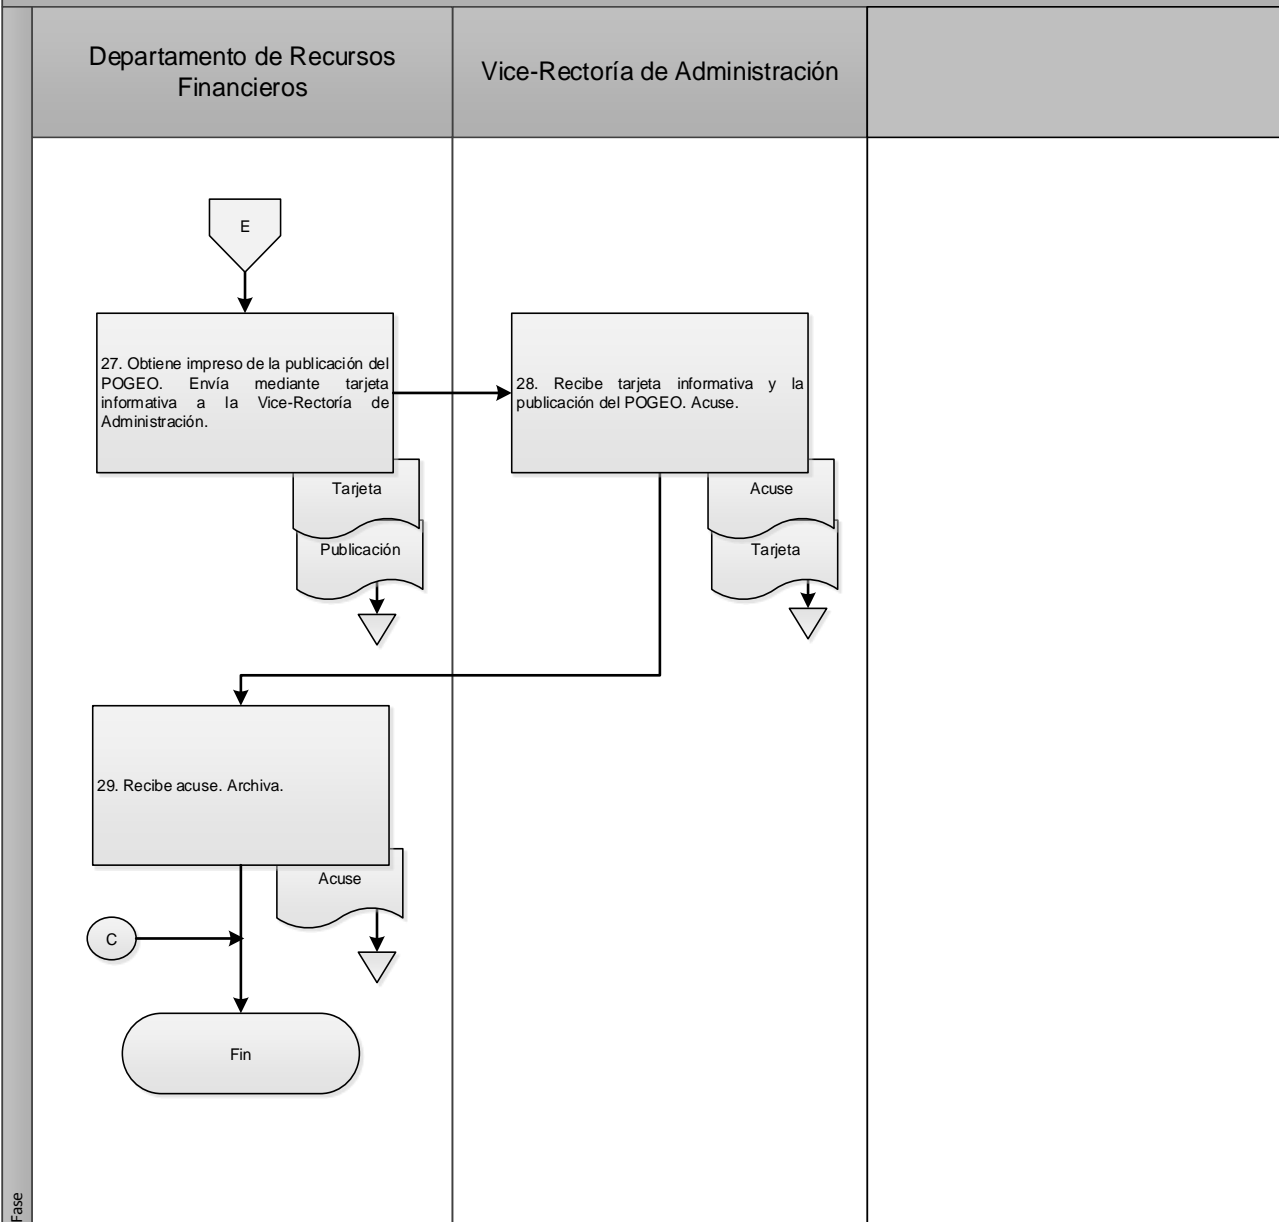 Departamento de Recursos
Financieros
Vice-Rectoría de Administración
E
27. Obtiene impreso de la publicación del
POGEO. Envía mediante tarjeta
informativa a la Vice-Rectoría de
Administración.
28. Recibe tarjeta informativa y la
publicación del POGEO. Acuse.
Tarjeta
Publicación
Acuse
Tarjeta
29. Recibe acuse. Archiva.
Acuse
C
Fin
Fase